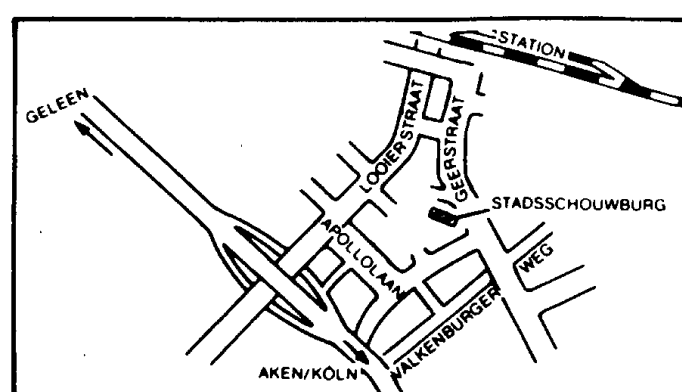 STATION
GELEEN
LOOIERSTRAAT
GEERSTRAAT
STADSSCHOUWBURG
APOLLOLAAN
VALKENBURGER WEG
AKEN/KÖLN